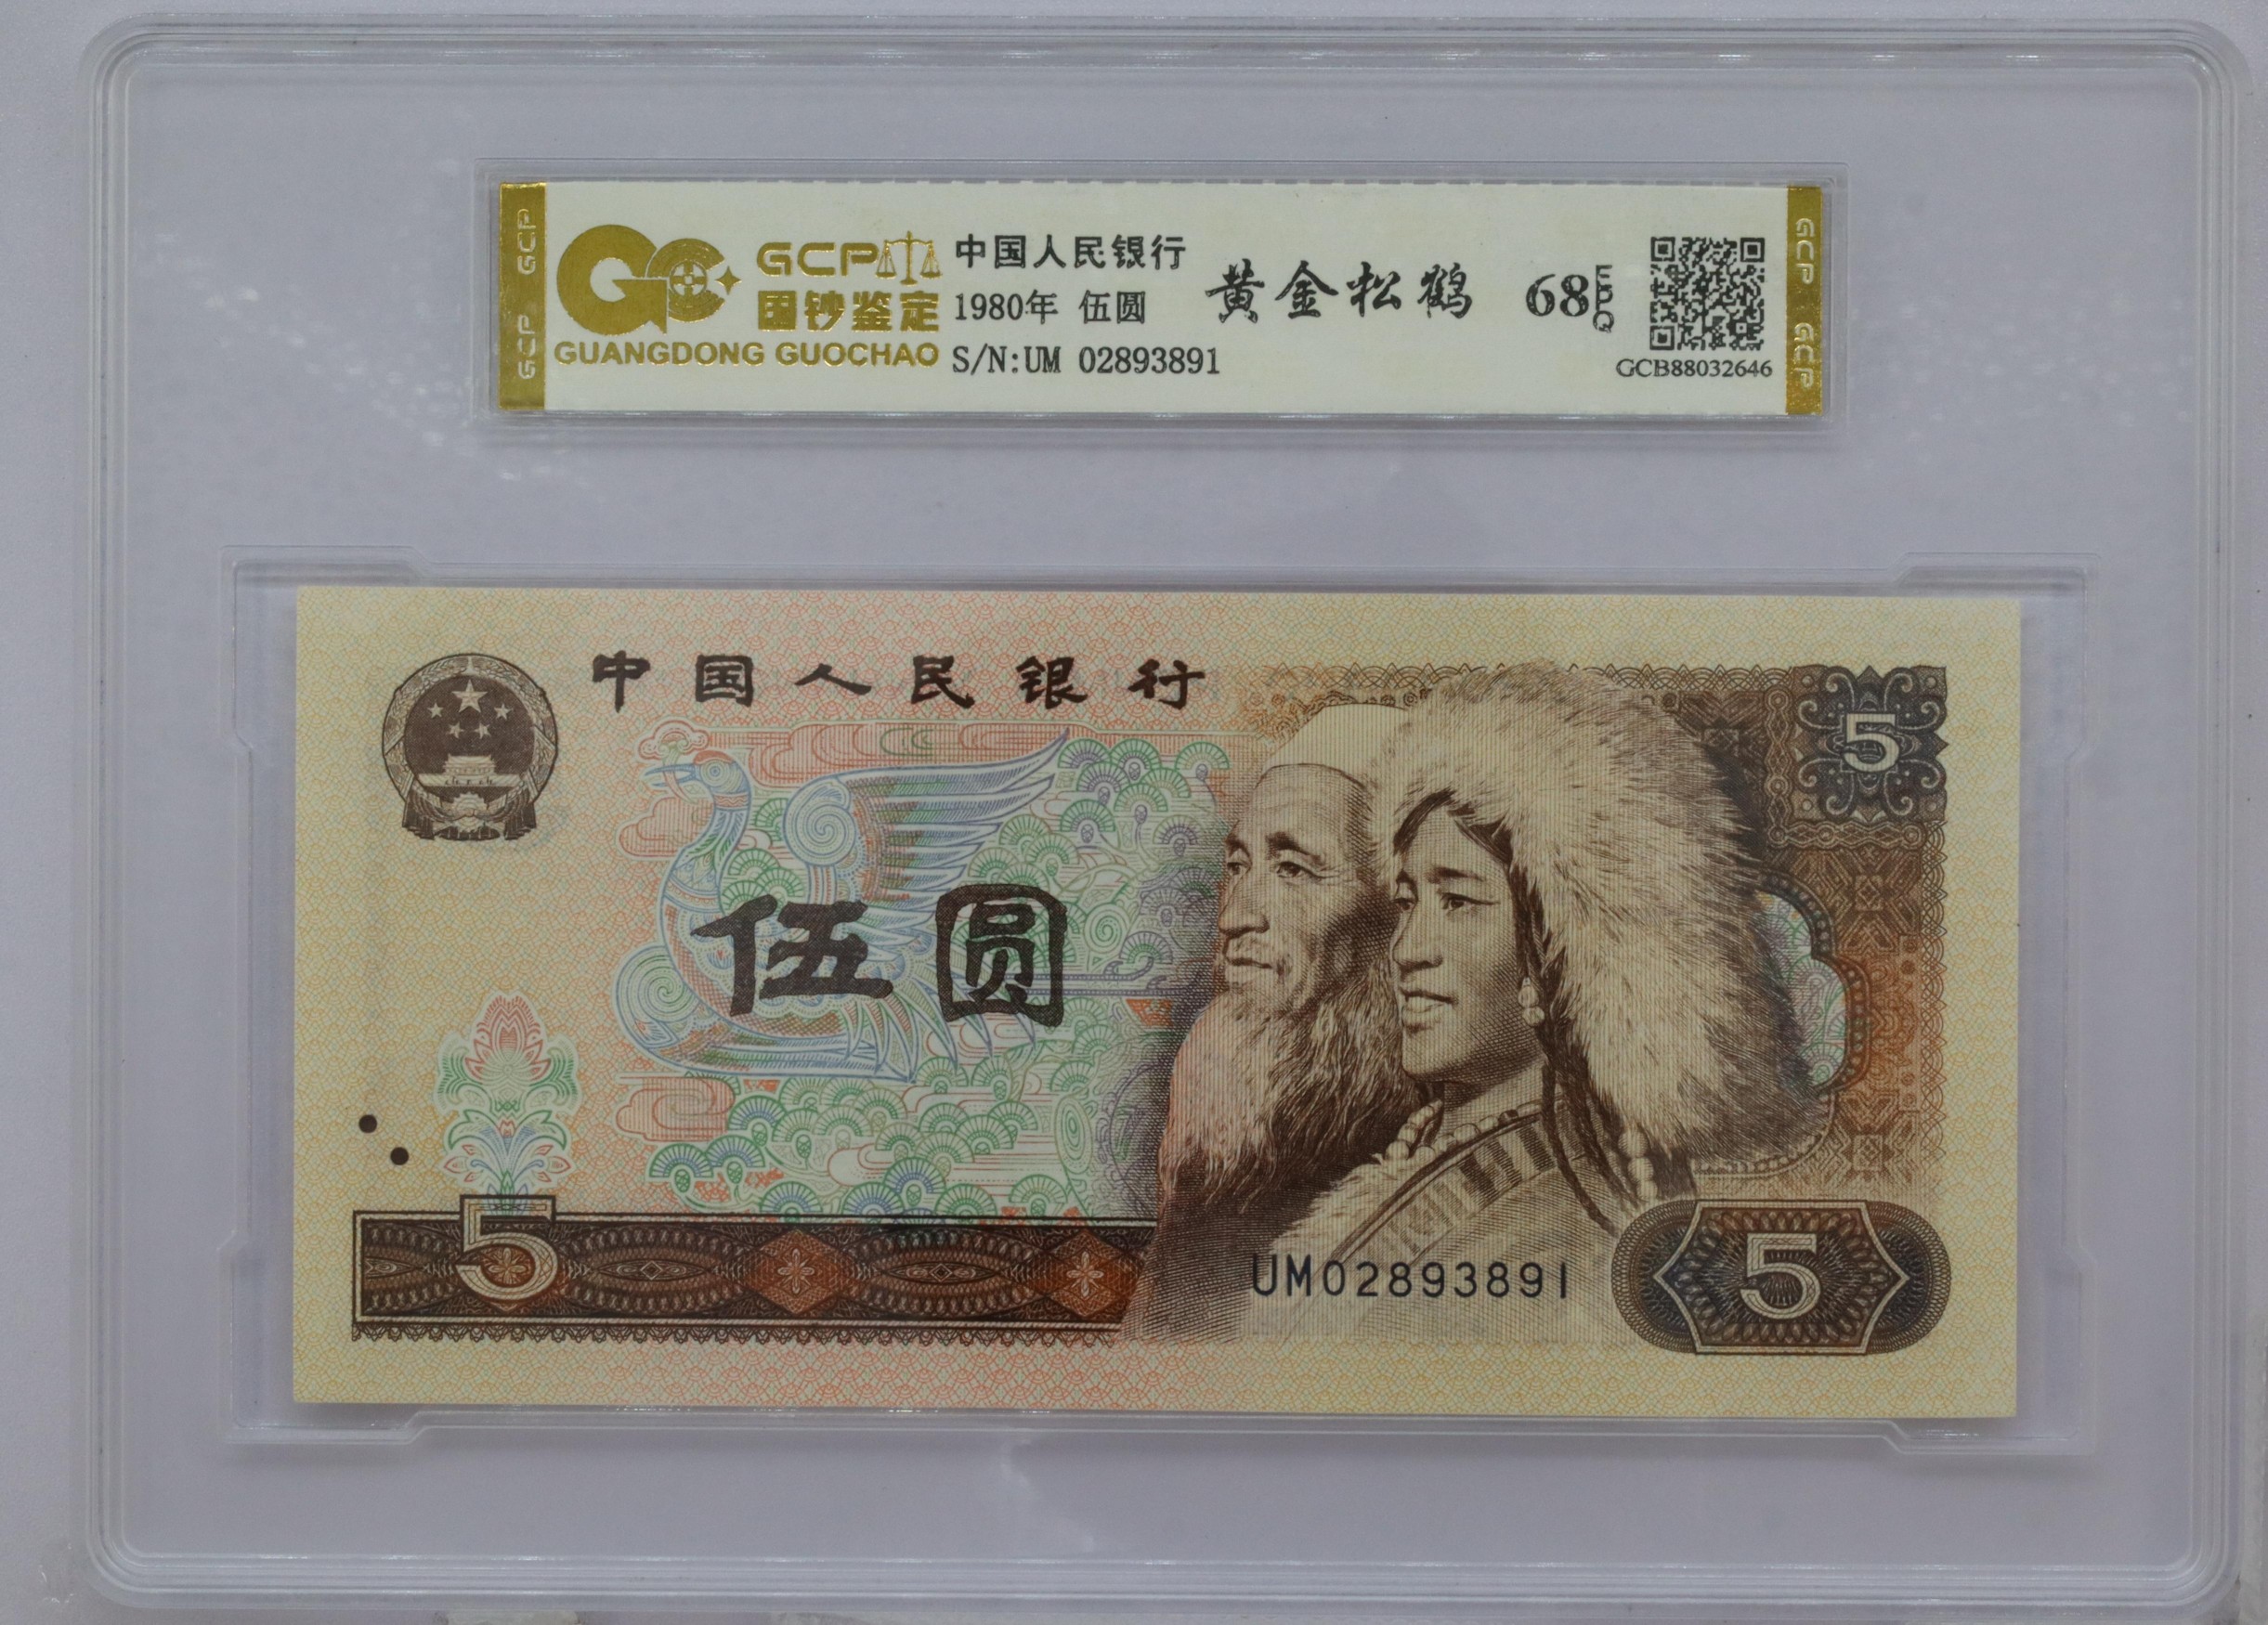 GCP GCP
GCP
国钞鉴定
GUANGDONG GUOCHAO
中国人民银行
1980年 伍圆
S/N:UM 02893891
黄金松鹤
68EPQ
GCB88032646
GCP GCP
中国人民银行
5
伍圆
5
UM02893891
5